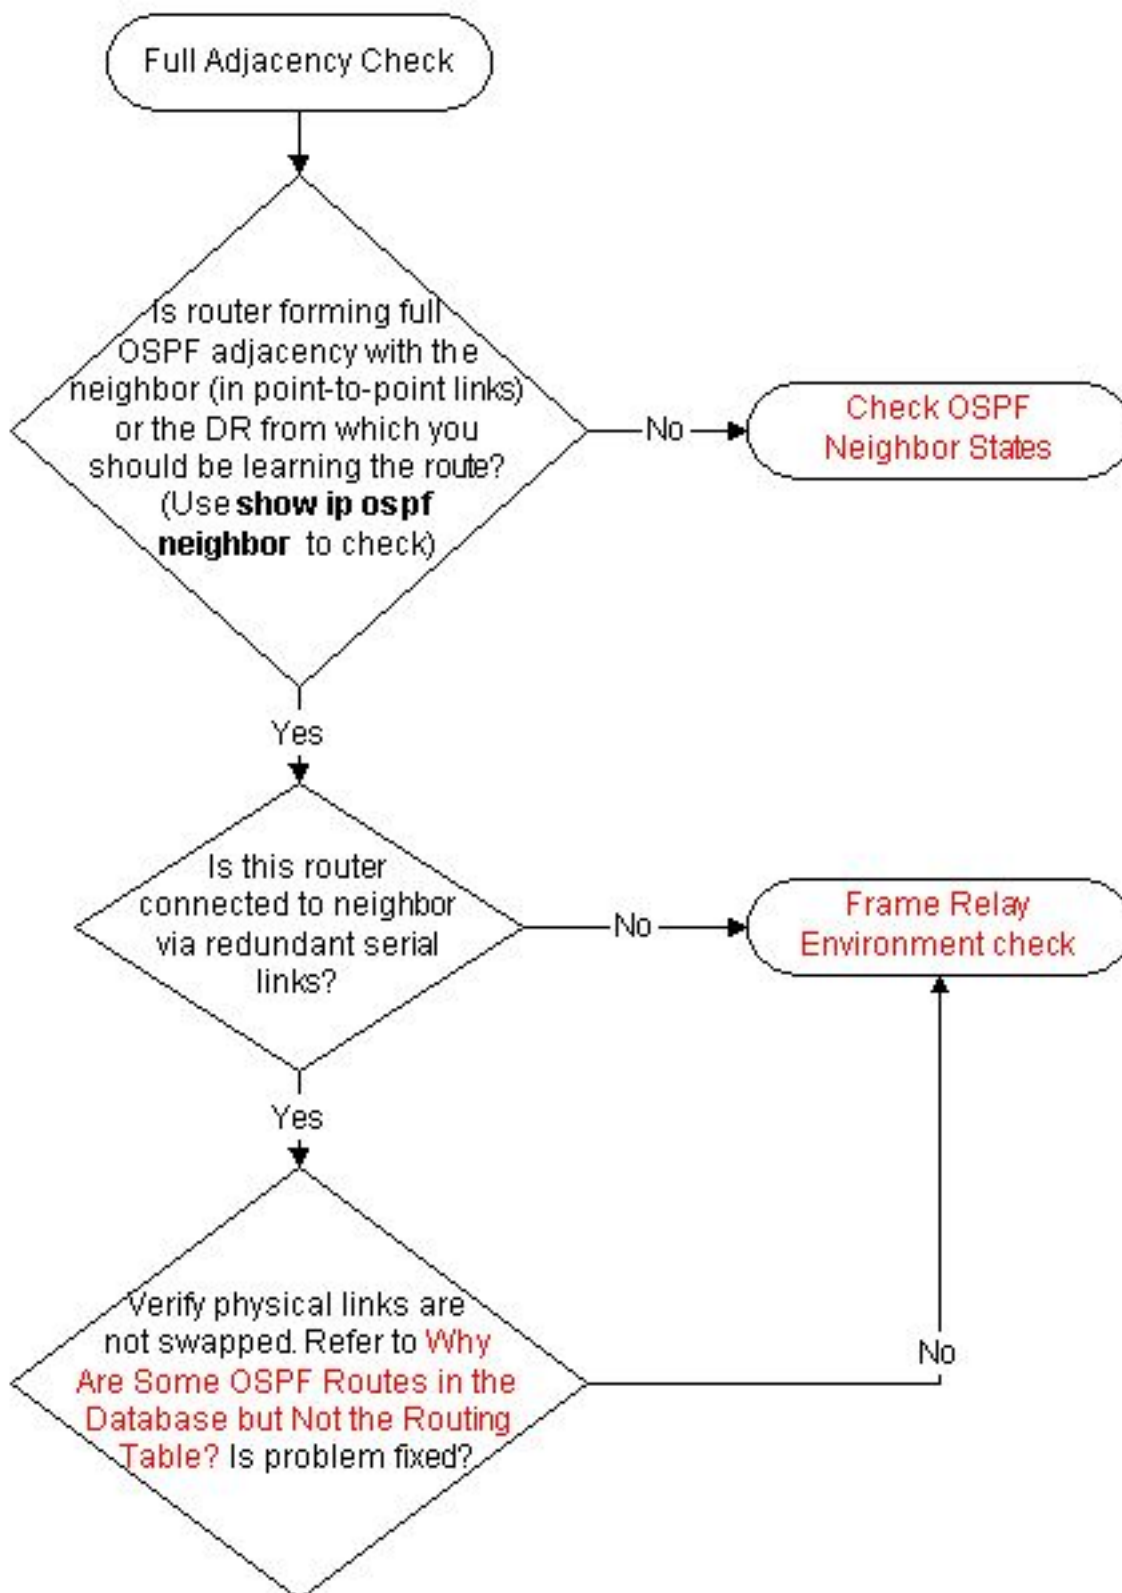 Full Adjacency Check
Is router forming full
OSPF adjacency with the
neighbor (in point-to-point links)
or the DR from which you
should be learning the route?
(Use show ip ospf
neighbor to check)
No
Check OSPF
Neighbor States
Yes
Is this router
connected to neighbor
via redundant serial
links?
No
Frame Relay
Environment check
Yes
Verify physical links are
not swapped. Refer to Why
Are Some OSPF Routes in the
Database but Not the Routing
Table? Is problem fixed?
No